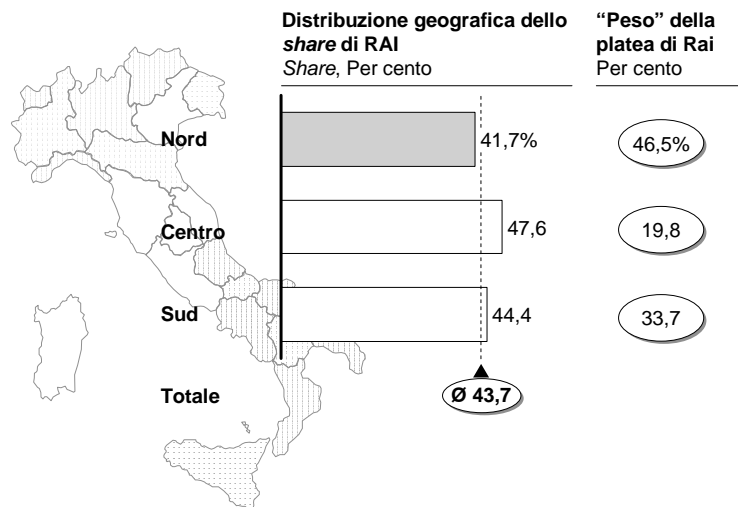 Distribuzione geografica dello
share di RAI
Share, Per cento
“Peso” della
platea di Rai
Per cento
Nord
41,7%
46,5%
Centro
47,6
19,8
Sud
44,4
33,7
Totale
Ø 43,7